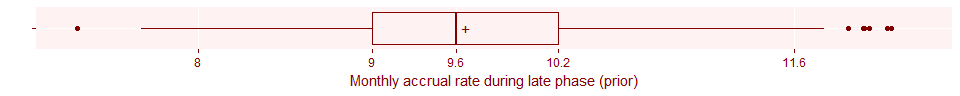 8 9 9.6 10.2 11.6
Monthly accrual rate during late phase (prior)